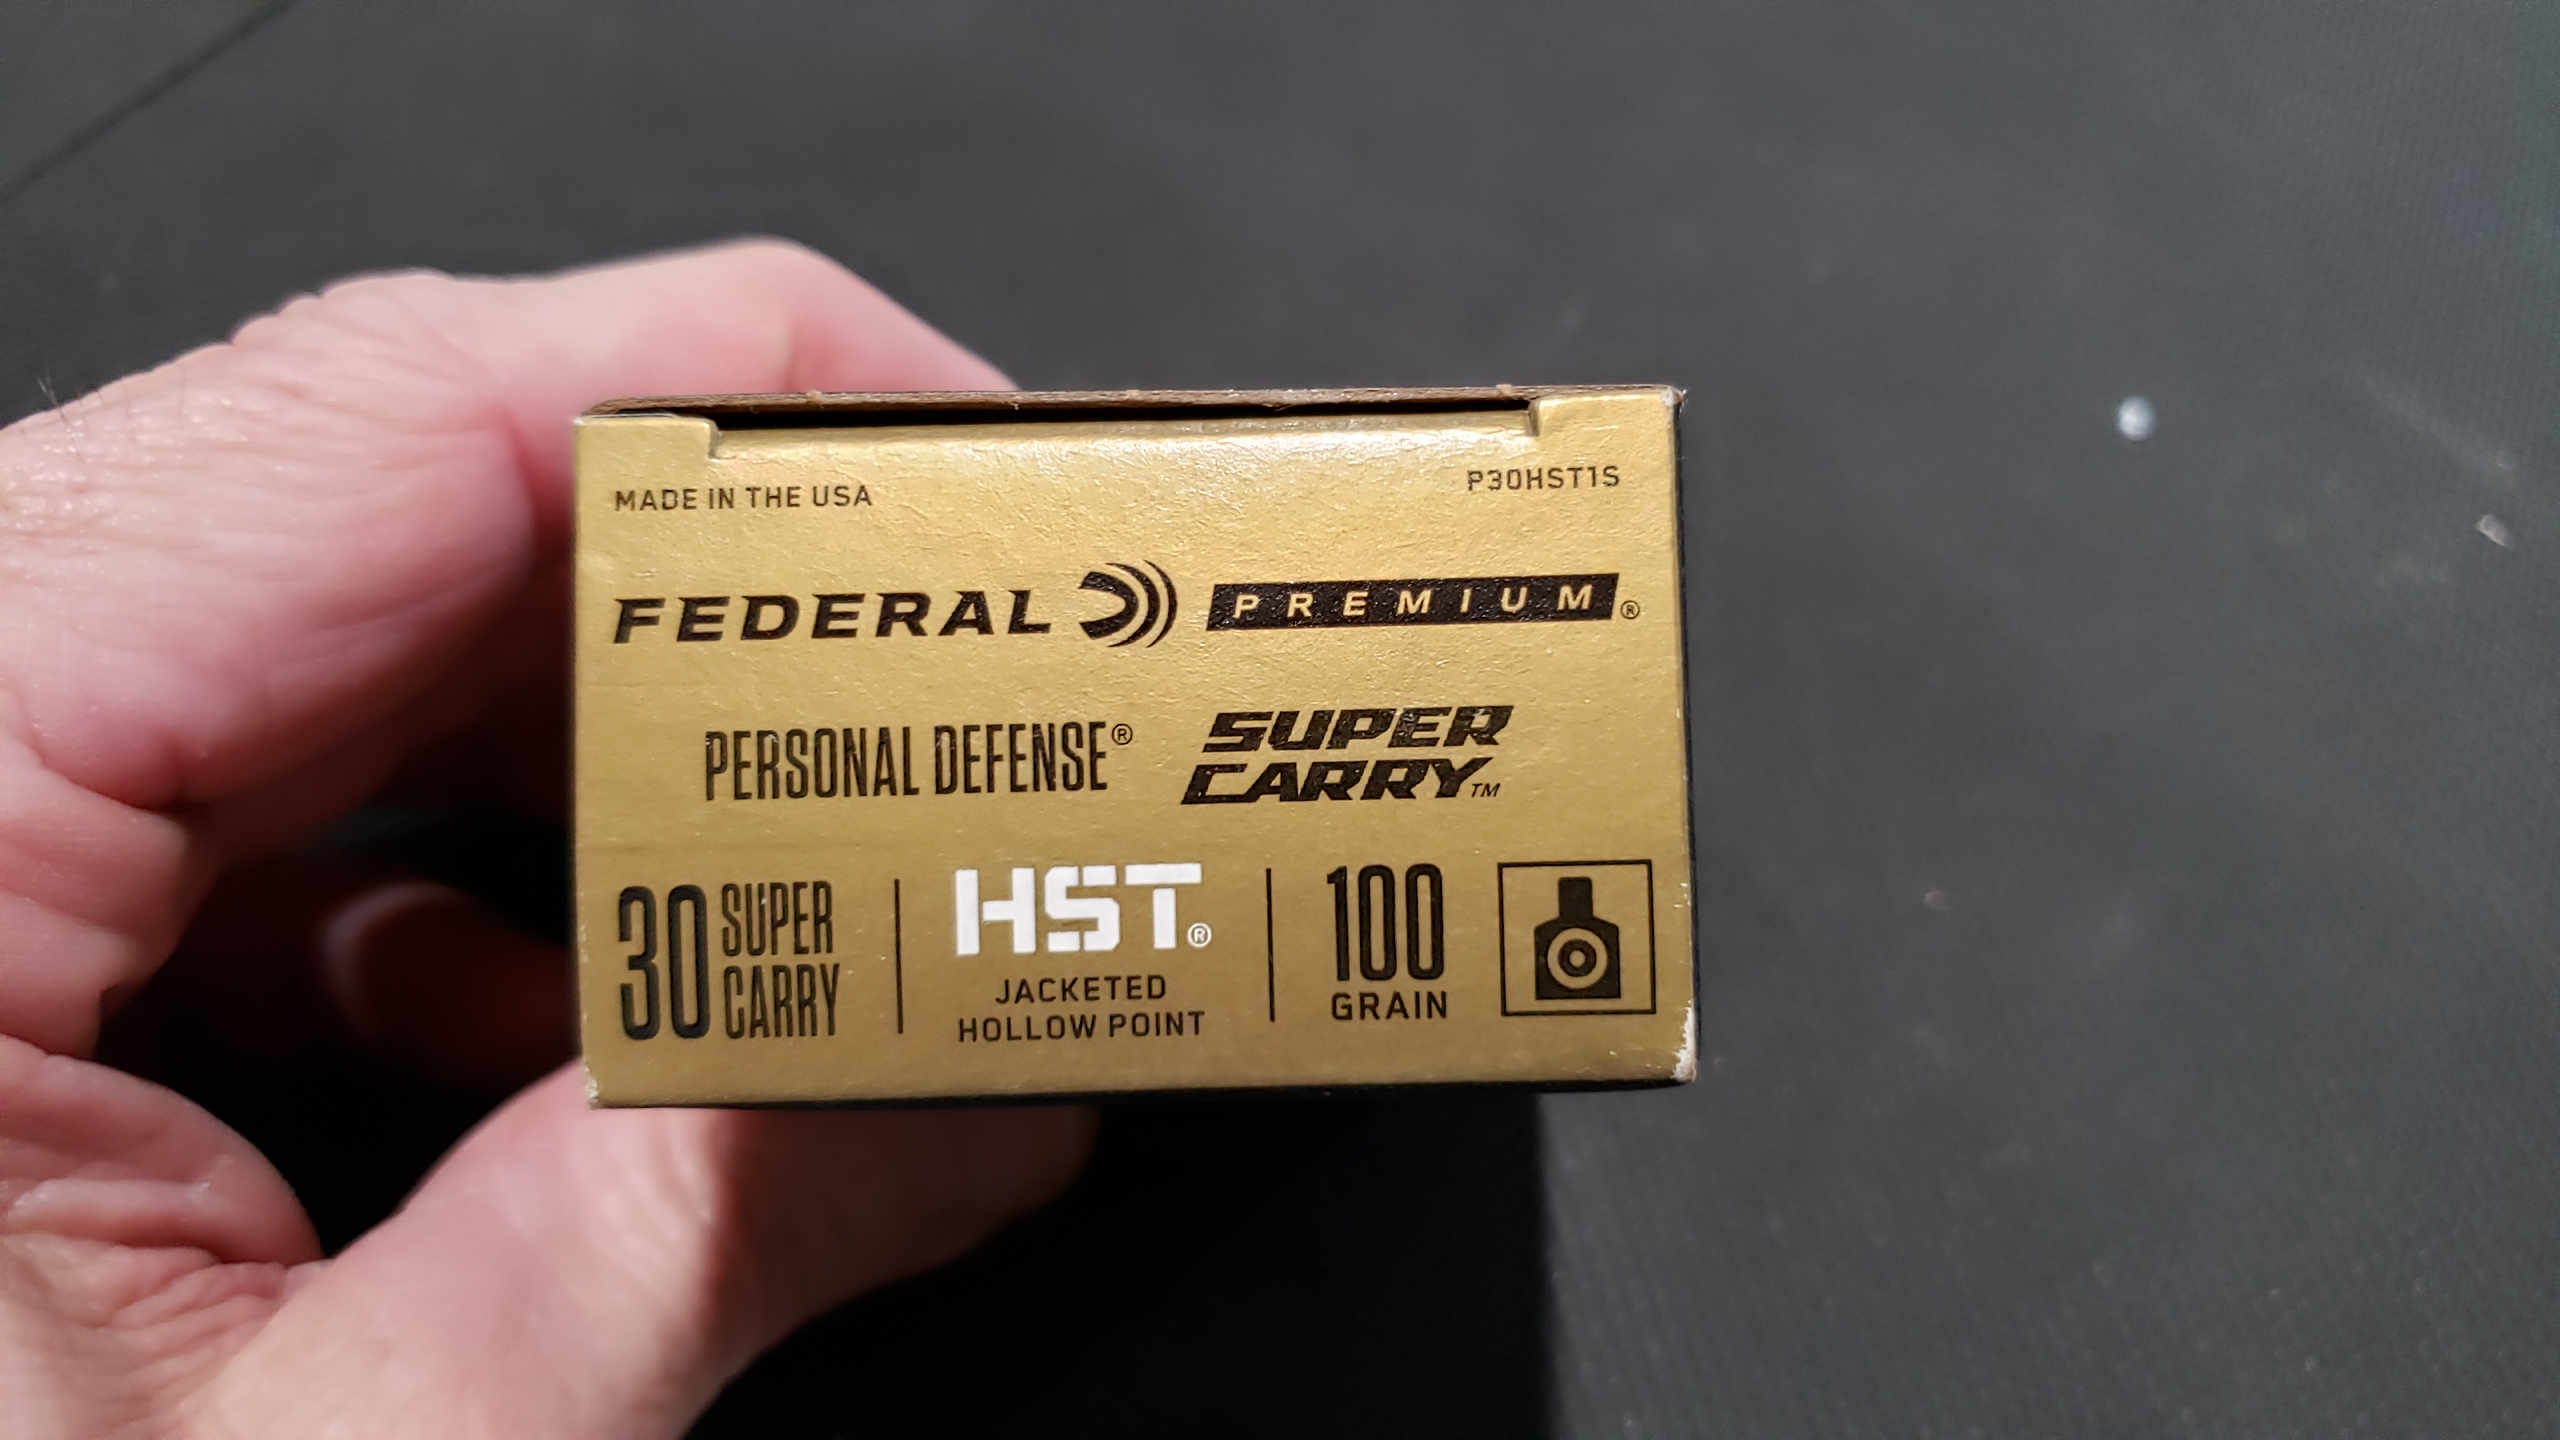 MADE IN THE USA
P30HST1S
FEDERAL PREMIUM®
PERSONAL DEFENSE®
SUPER
CARRY™
30 SUPER
CARRY
HST®
JACKETED
HOLLOW POINT
100
GRAIN